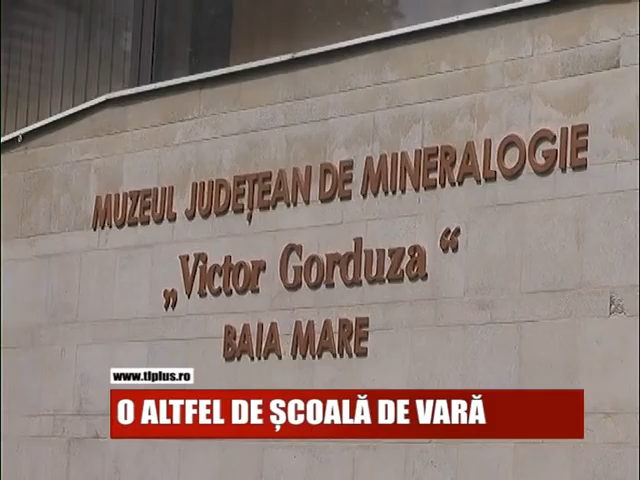 MUZEUL JUDEȚEAN DE MINERALOGIE
„Victor Gorduza“
BAIA MARE
www.tlplus.ro
O ALTFEL DE ȘCOALĂ DE VARĂ